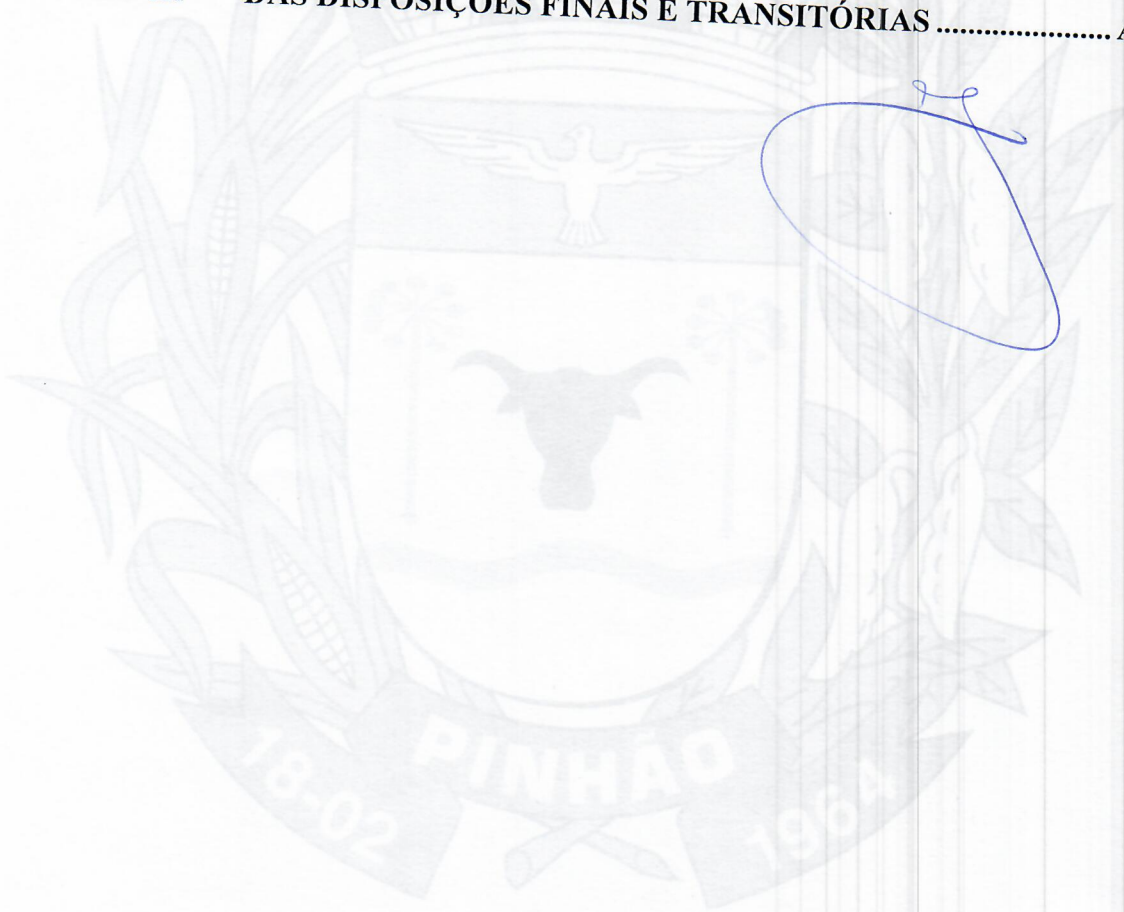 DAS DISPOSIÇÕES FINAIS E TRANSITÓRIAS ......................
PINHÃO
18-02
1964